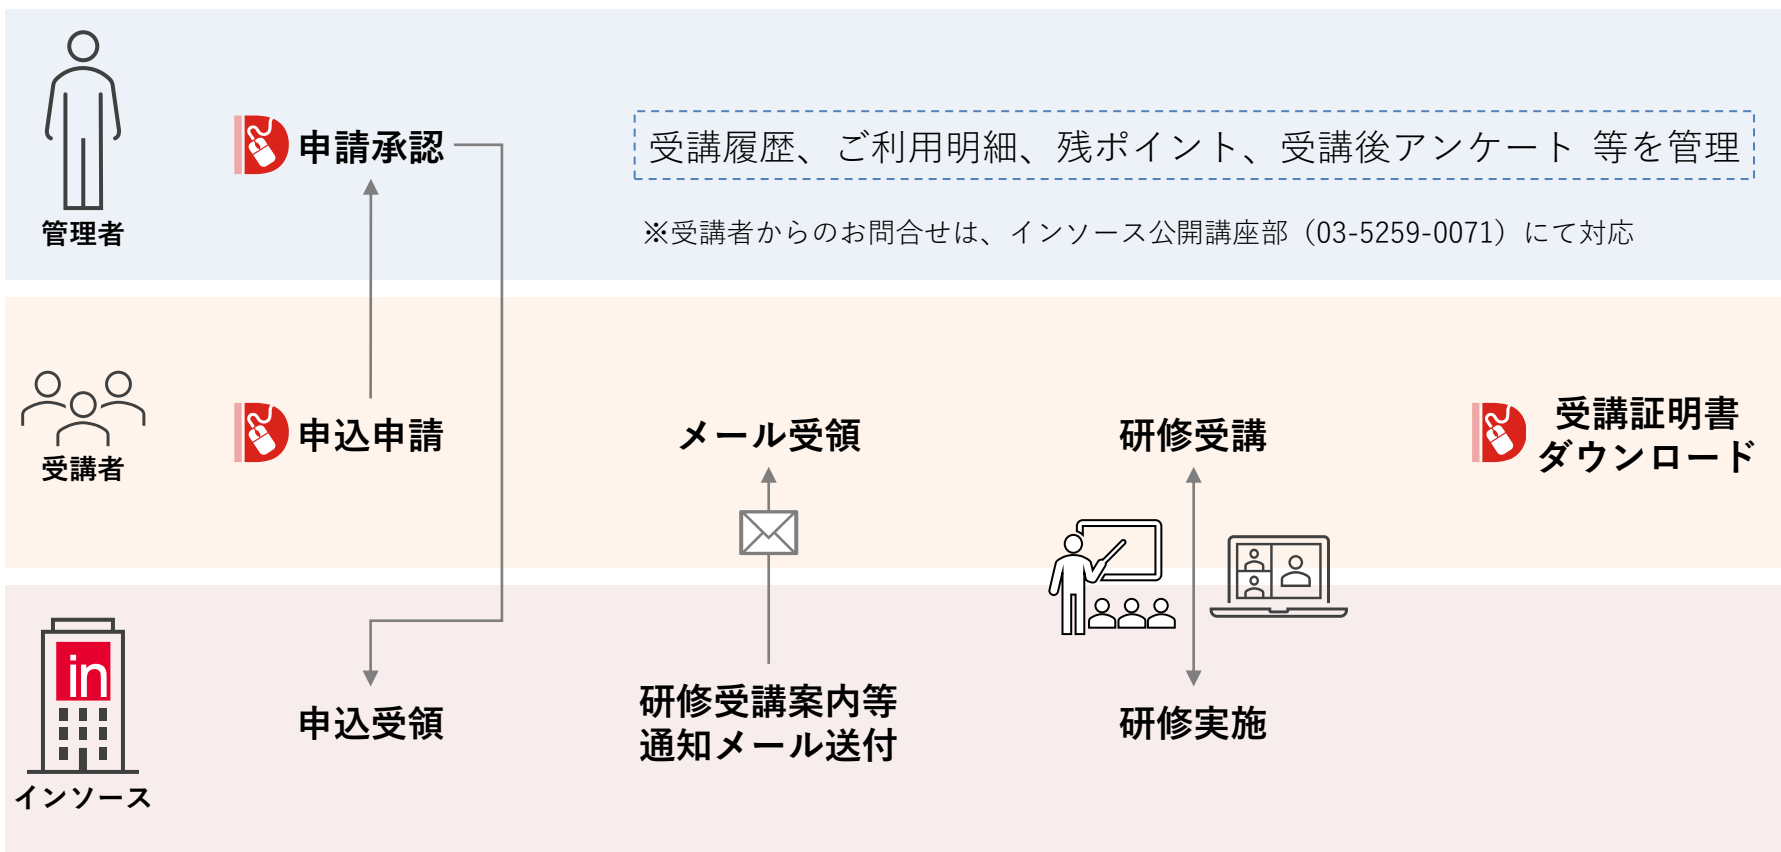 申請承認
受講履歴、ご利用明細、残ポイント、受講後アンケート 等を管理
管理者
※受講者からのお問合せは、インソース公開講座部（03-5259-0071）にて対応
申込申請
メール受領
研修受講
受講証明書
ダウンロード
受講者
in
申込受領
研修受講案内等
通知メール送付
研修実施
インソース